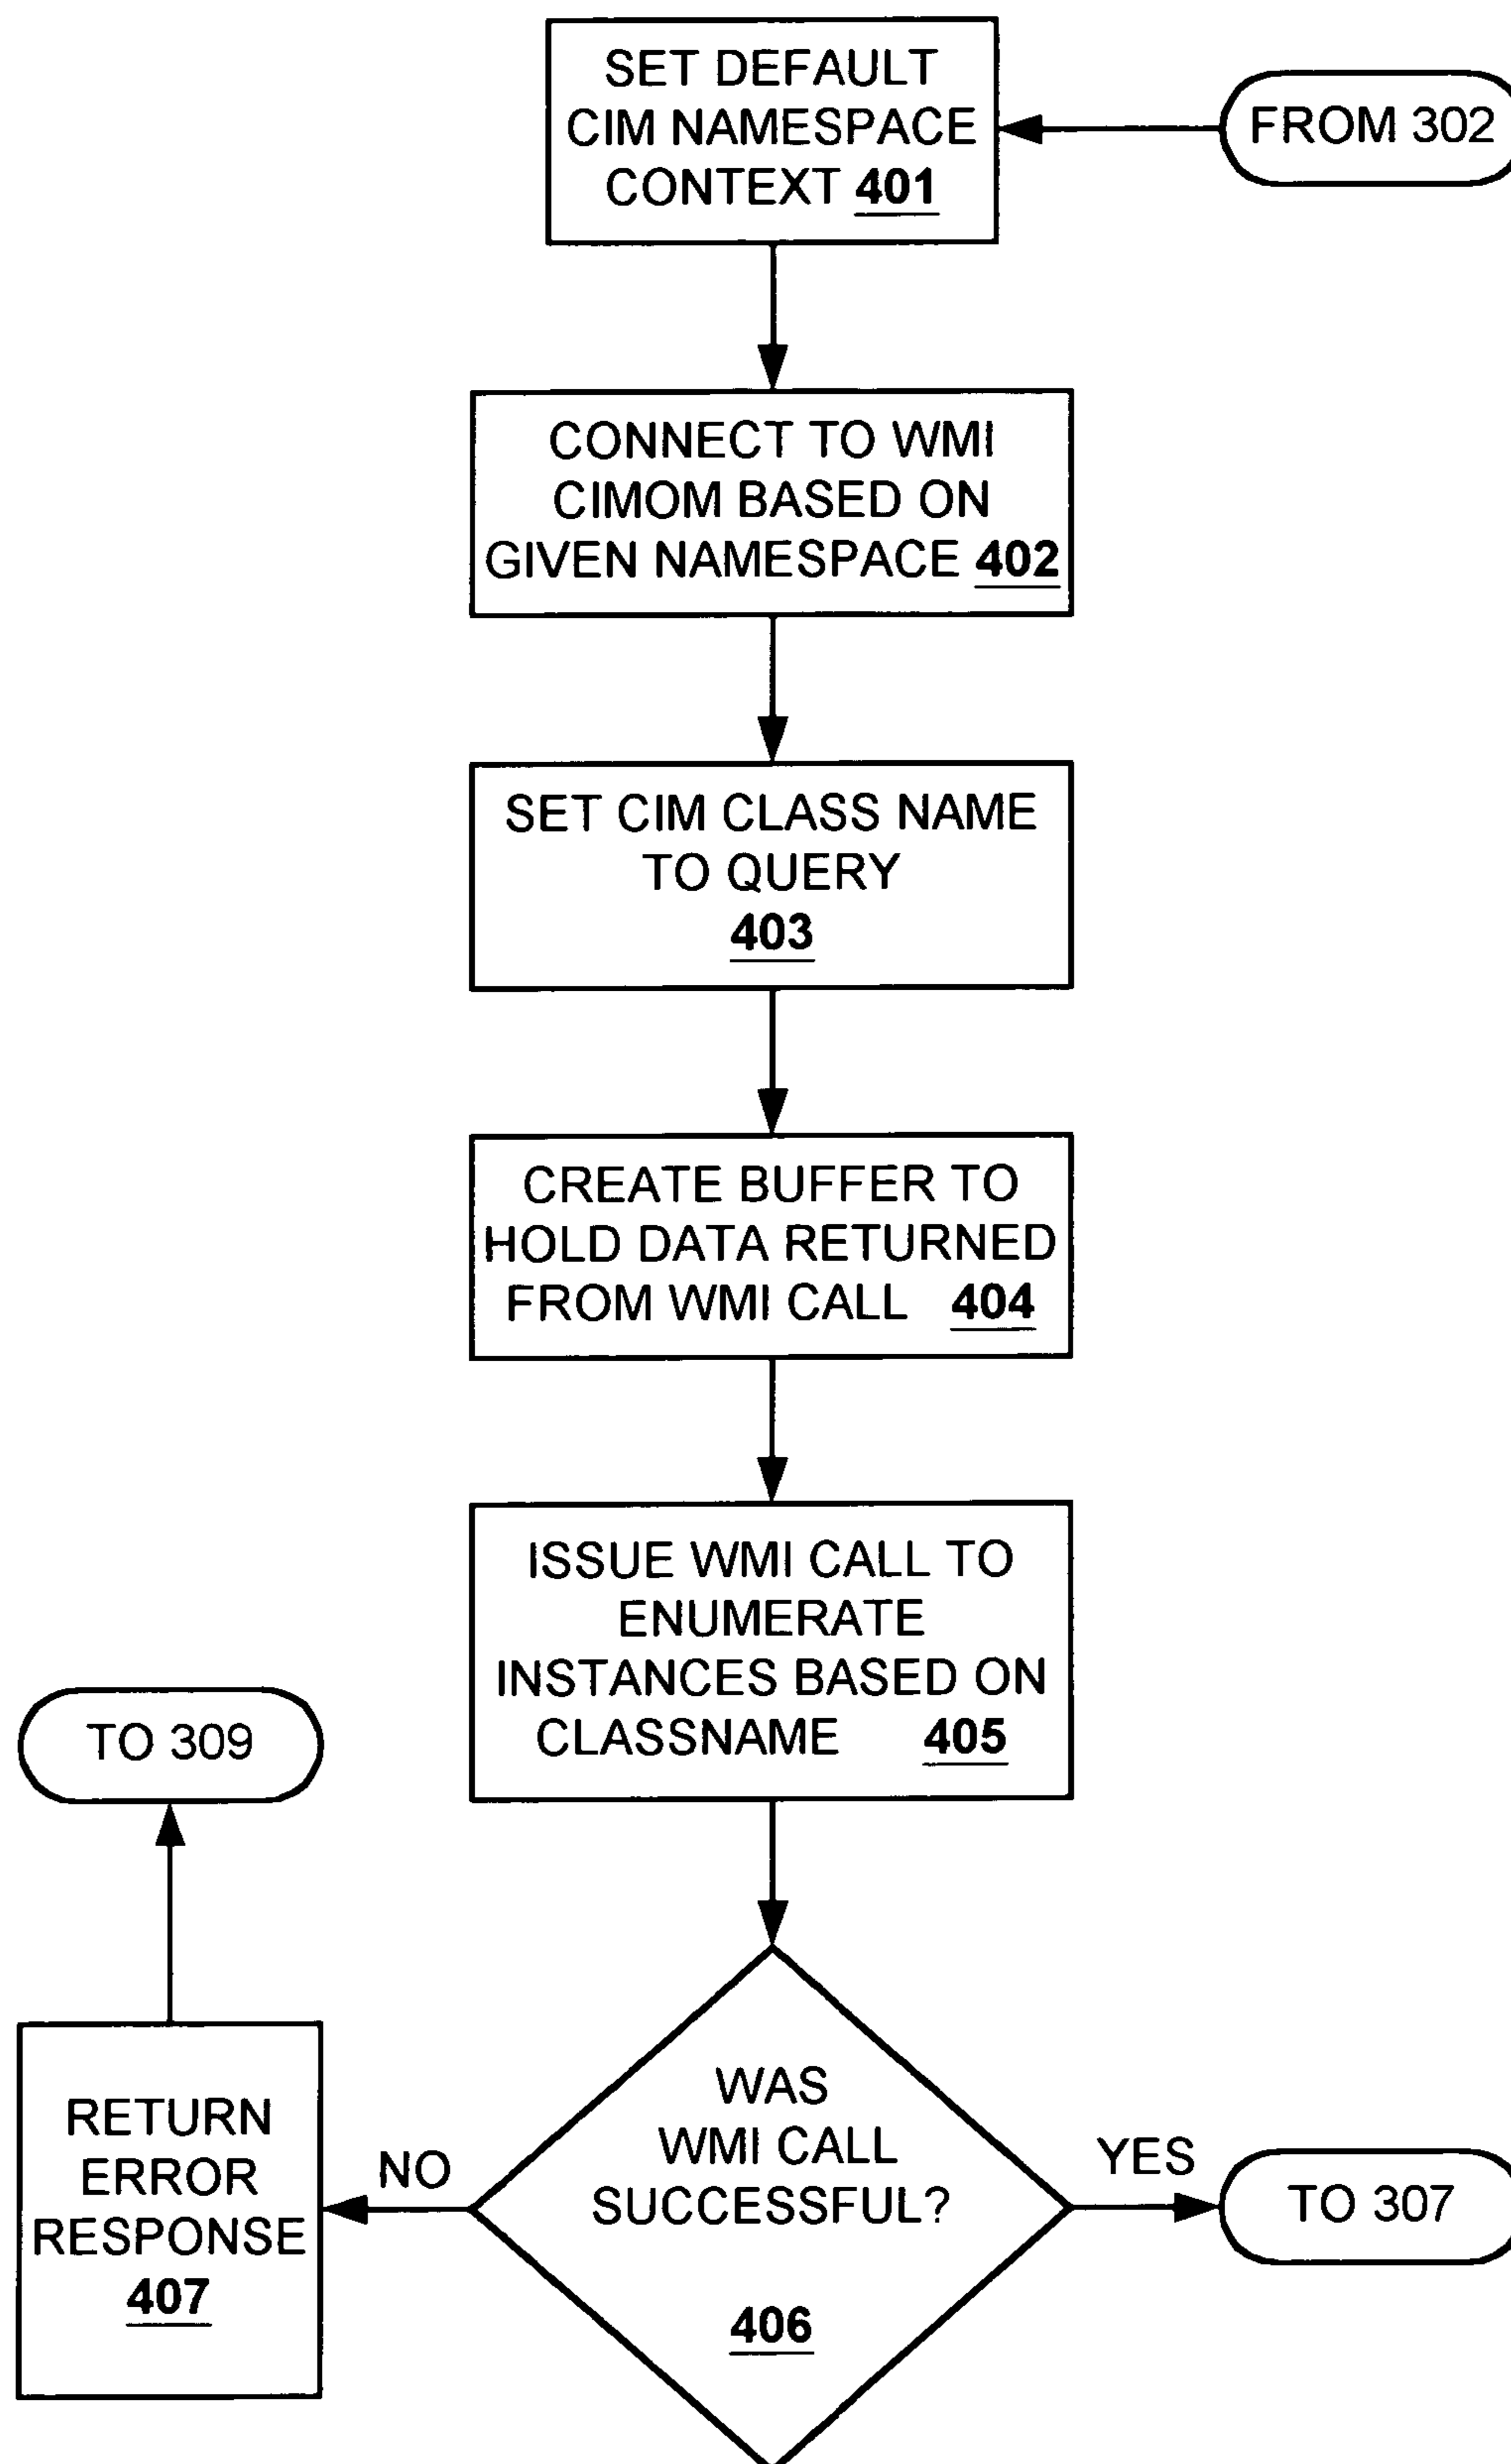 SET DEFAULT
CIM NAMESPACE
CONTEXT 401
FROM 302
CONNECT TO WMI
CIMOM BASED ON
GIVEN NAMESPACE 402
SET CIM CLASS NAME
TO QUERY
403
CREATE BUFFER TO
HOLD DATA RETURNED
FROM WMI CALL 404
ISSUE WMI CALL TO
ENUMERATE
INSTANCES BASED ON
CLASSNAME 405
TO 309
WAS
WMI CALL
SUCCESSFUL?
406
NO
RETURN
ERROR
RESPONSE
407
YES
TO 307